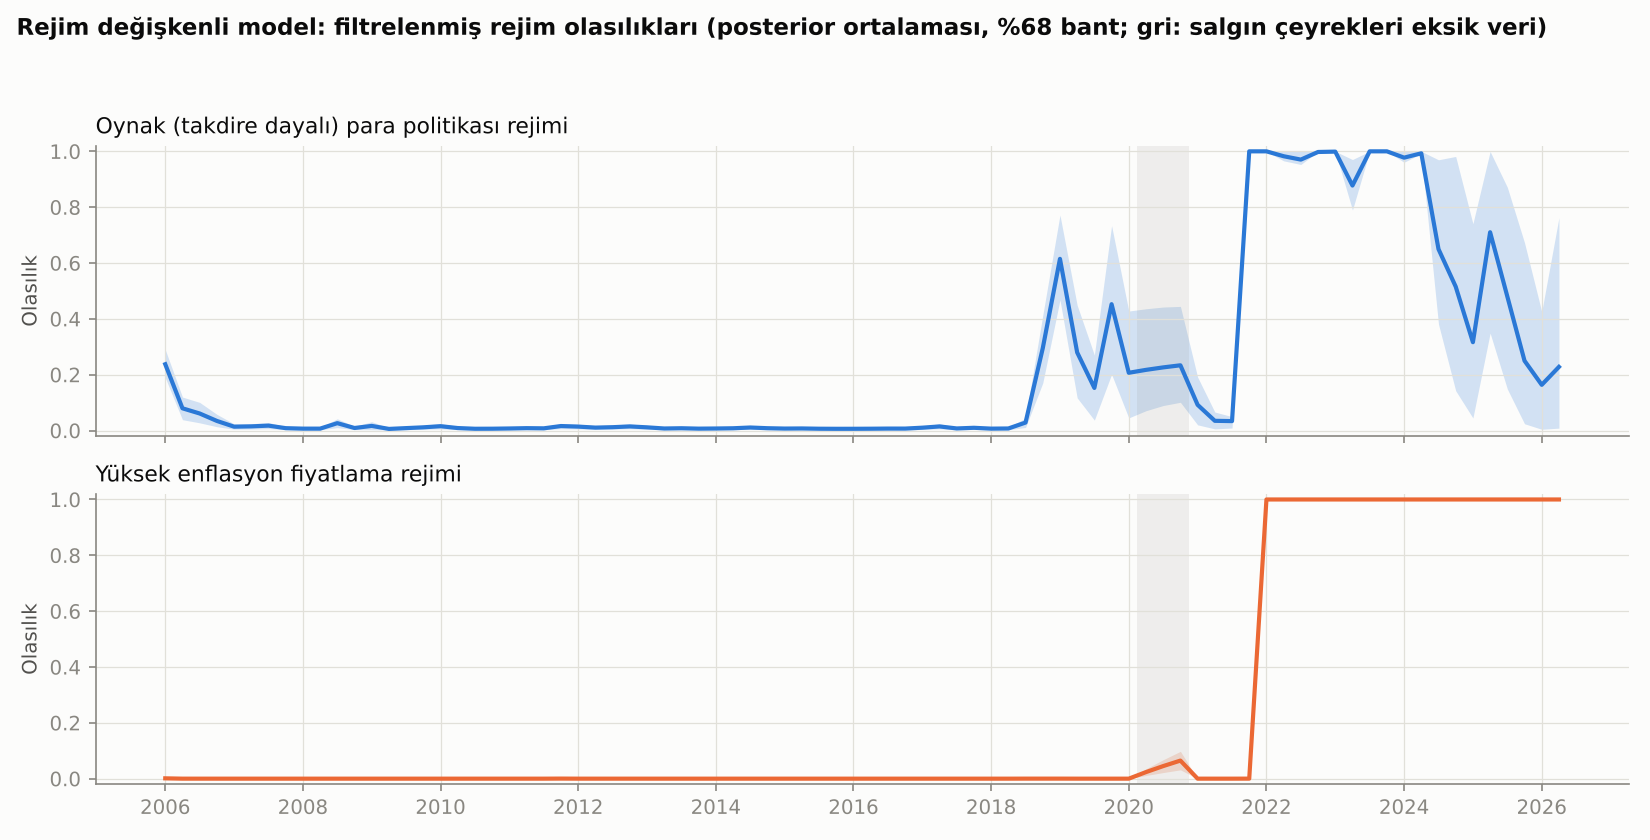 Rejim değişkenli model: filtrelenmiş rejim olasılıkları (posterior ortalaması, %68 bant; gri: salgın çeyrekleri eksik veri)
Oynak (takdire dayalı) para politikası rejimi
1.0
0.8
0.6
0.4
0.2
0.0
Olasılık
Yüksek enflasyon fiyatlama rejimi
1.0
0.8
0.6
0.4
0.2
0.0
Olasılık
2006 2008 2010 2012 2014 2016 2018 2020 2022 2024 2026